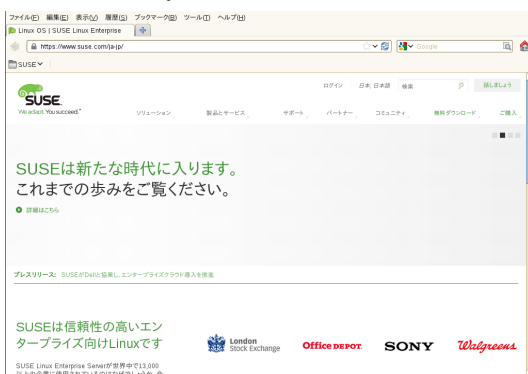 ファイル(F) 編集(E) 表示(V) 履歴(S) ブックマーク(B) ツール(T) ヘルプ(H)
Linux OS | SUSE Linux Enterprise
https://www.suse.com/ja-jp/
Google
SUSE
ログイン 日本, 日本語 検索 話しましょう
SUSE
We adapt. You succeed.
ソリューション 製品とサービス サポート パートナー コミュニティ 無料ダウンロード ご購入
SUSEは新たな時代に入ります。
これまでの歩みをご覧ください。
詳細はこちら
プレスリリース: SUSEがDellと協業し、エンタープライズクラウド導入を推進
SUSEは信頼性の高いエン
タープライズ向けLinuxです
London
Stock Exchange
Office DEPOT
SONY
Walgreens
SUSE Linux Enterprise Serverが世界中で13,000